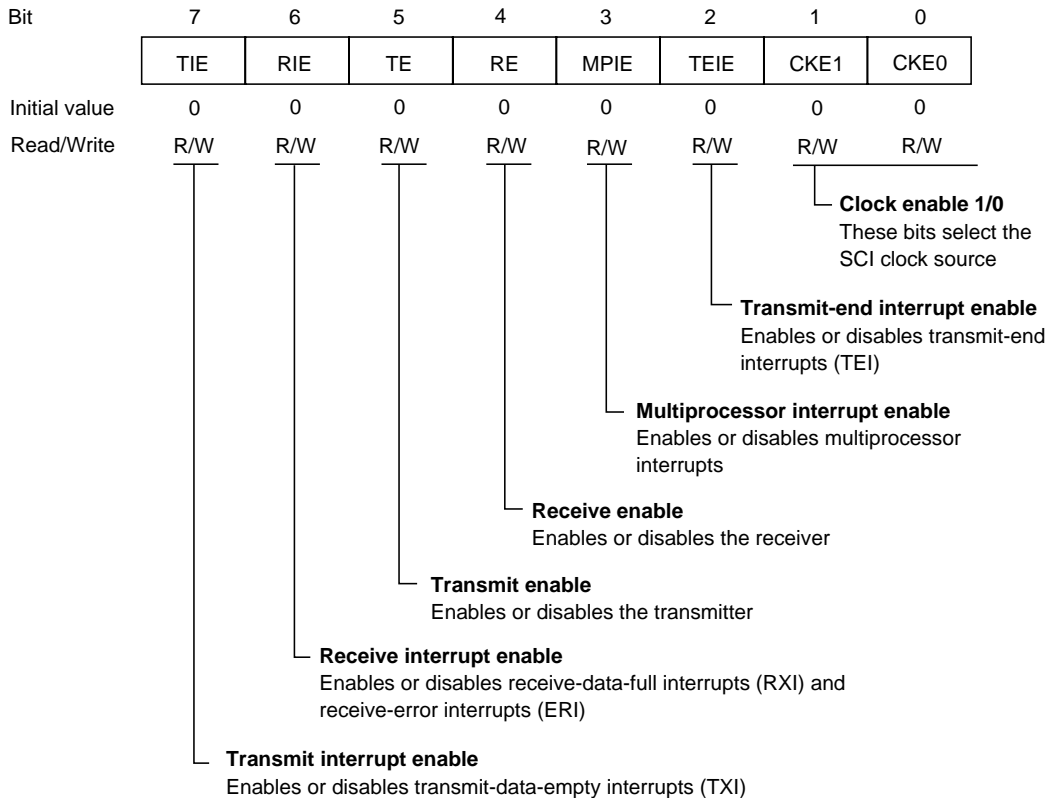 Bit 7 6 5 4 3 2 1 0
TIE RIE TE RE MPIE TEIE CKE1 CKE0
Initial value 0 0 0 0 0 0 0 0
Read/Write R/W R/W R/W R/W R/W R/W R/W R/W
Clock enable 1/0
These bits select the
SCI clock source
Transmit-end interrupt enable
Enables or disables transmit-end
interrupts (TEI)
Multiprocessor interrupt enable
Enables or disables multiprocessor
interrupts
Receive enable
Enables or disables the receiver
Transmit enable
Enables or disables the transmitter
Receive interrupt enable
Enables or disables receive-data-full interrupts (RXI) and
receive-error interrupts (ERI)
Transmit interrupt enable
Enables or disables transmit-data-empty interrupts (TXI)